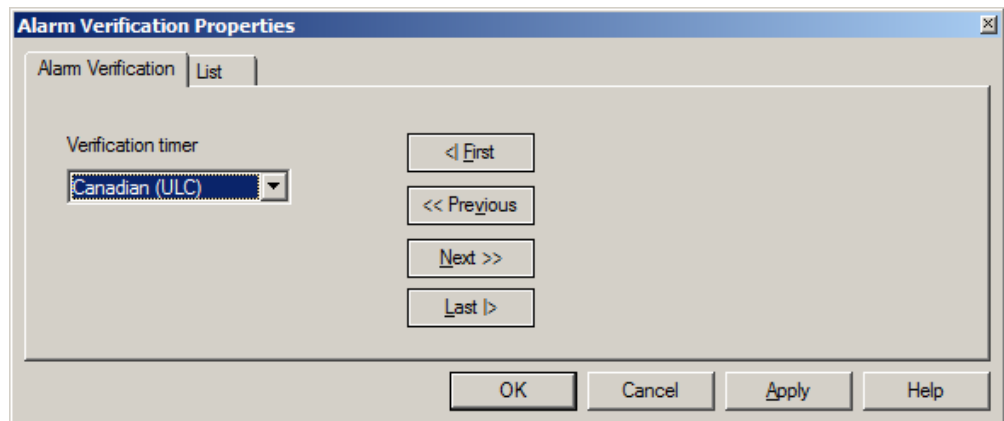 Alarm Verification Properties
Alarm Verification
List
Verification timer
Canadian (ULC)
<| First
<< Previous
Next >>
Last |>
OK
Cancel
Apply
Help